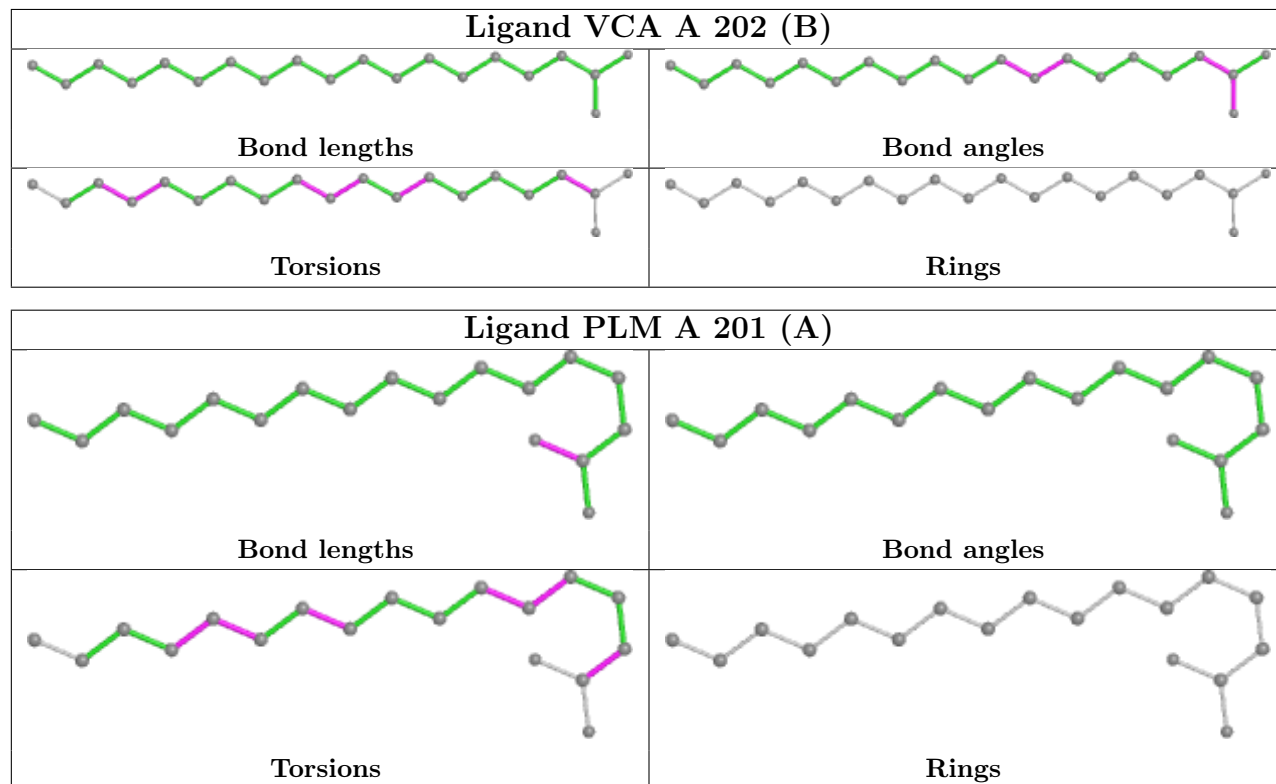 Ligand VCA A 202 (B)
Bond lengths
Bond angles
Torsions
Rings
Ligand PLM A 201 (A)
Bond lengths
Bond angles
Torsions
Rings